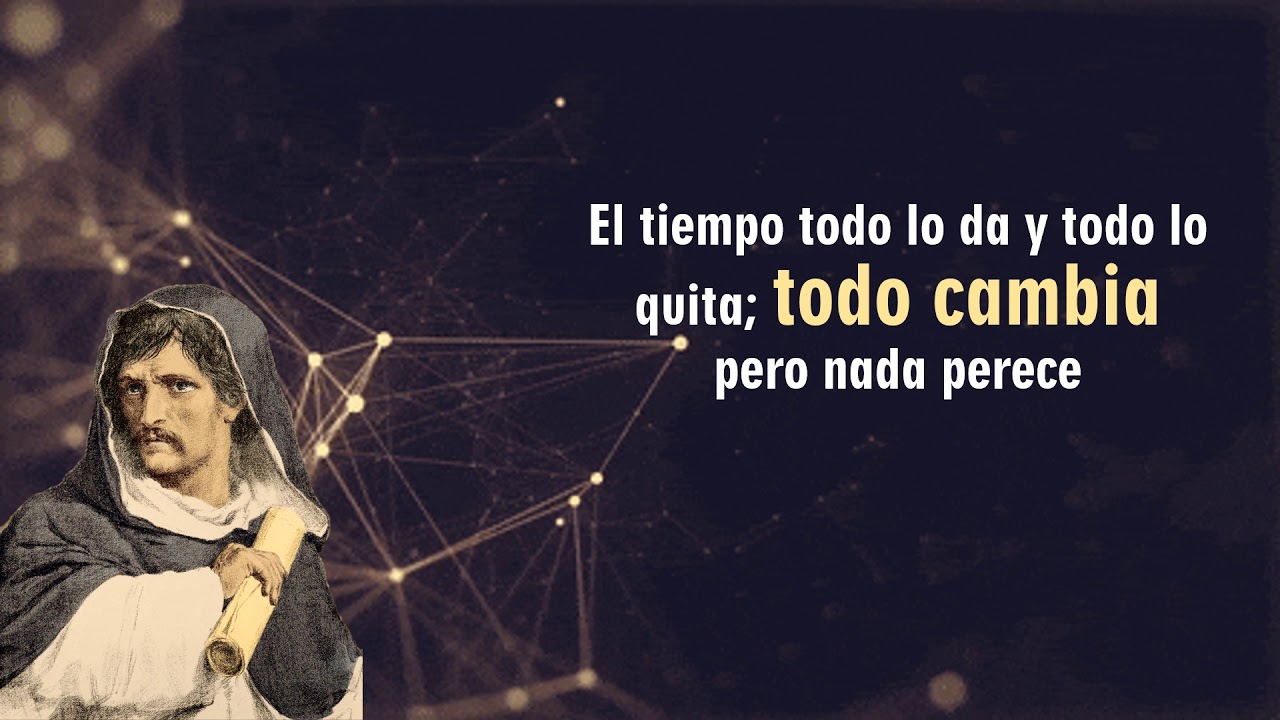 El tiempo todo lo da y todo lo
quita; todo cambia
pero nada perece